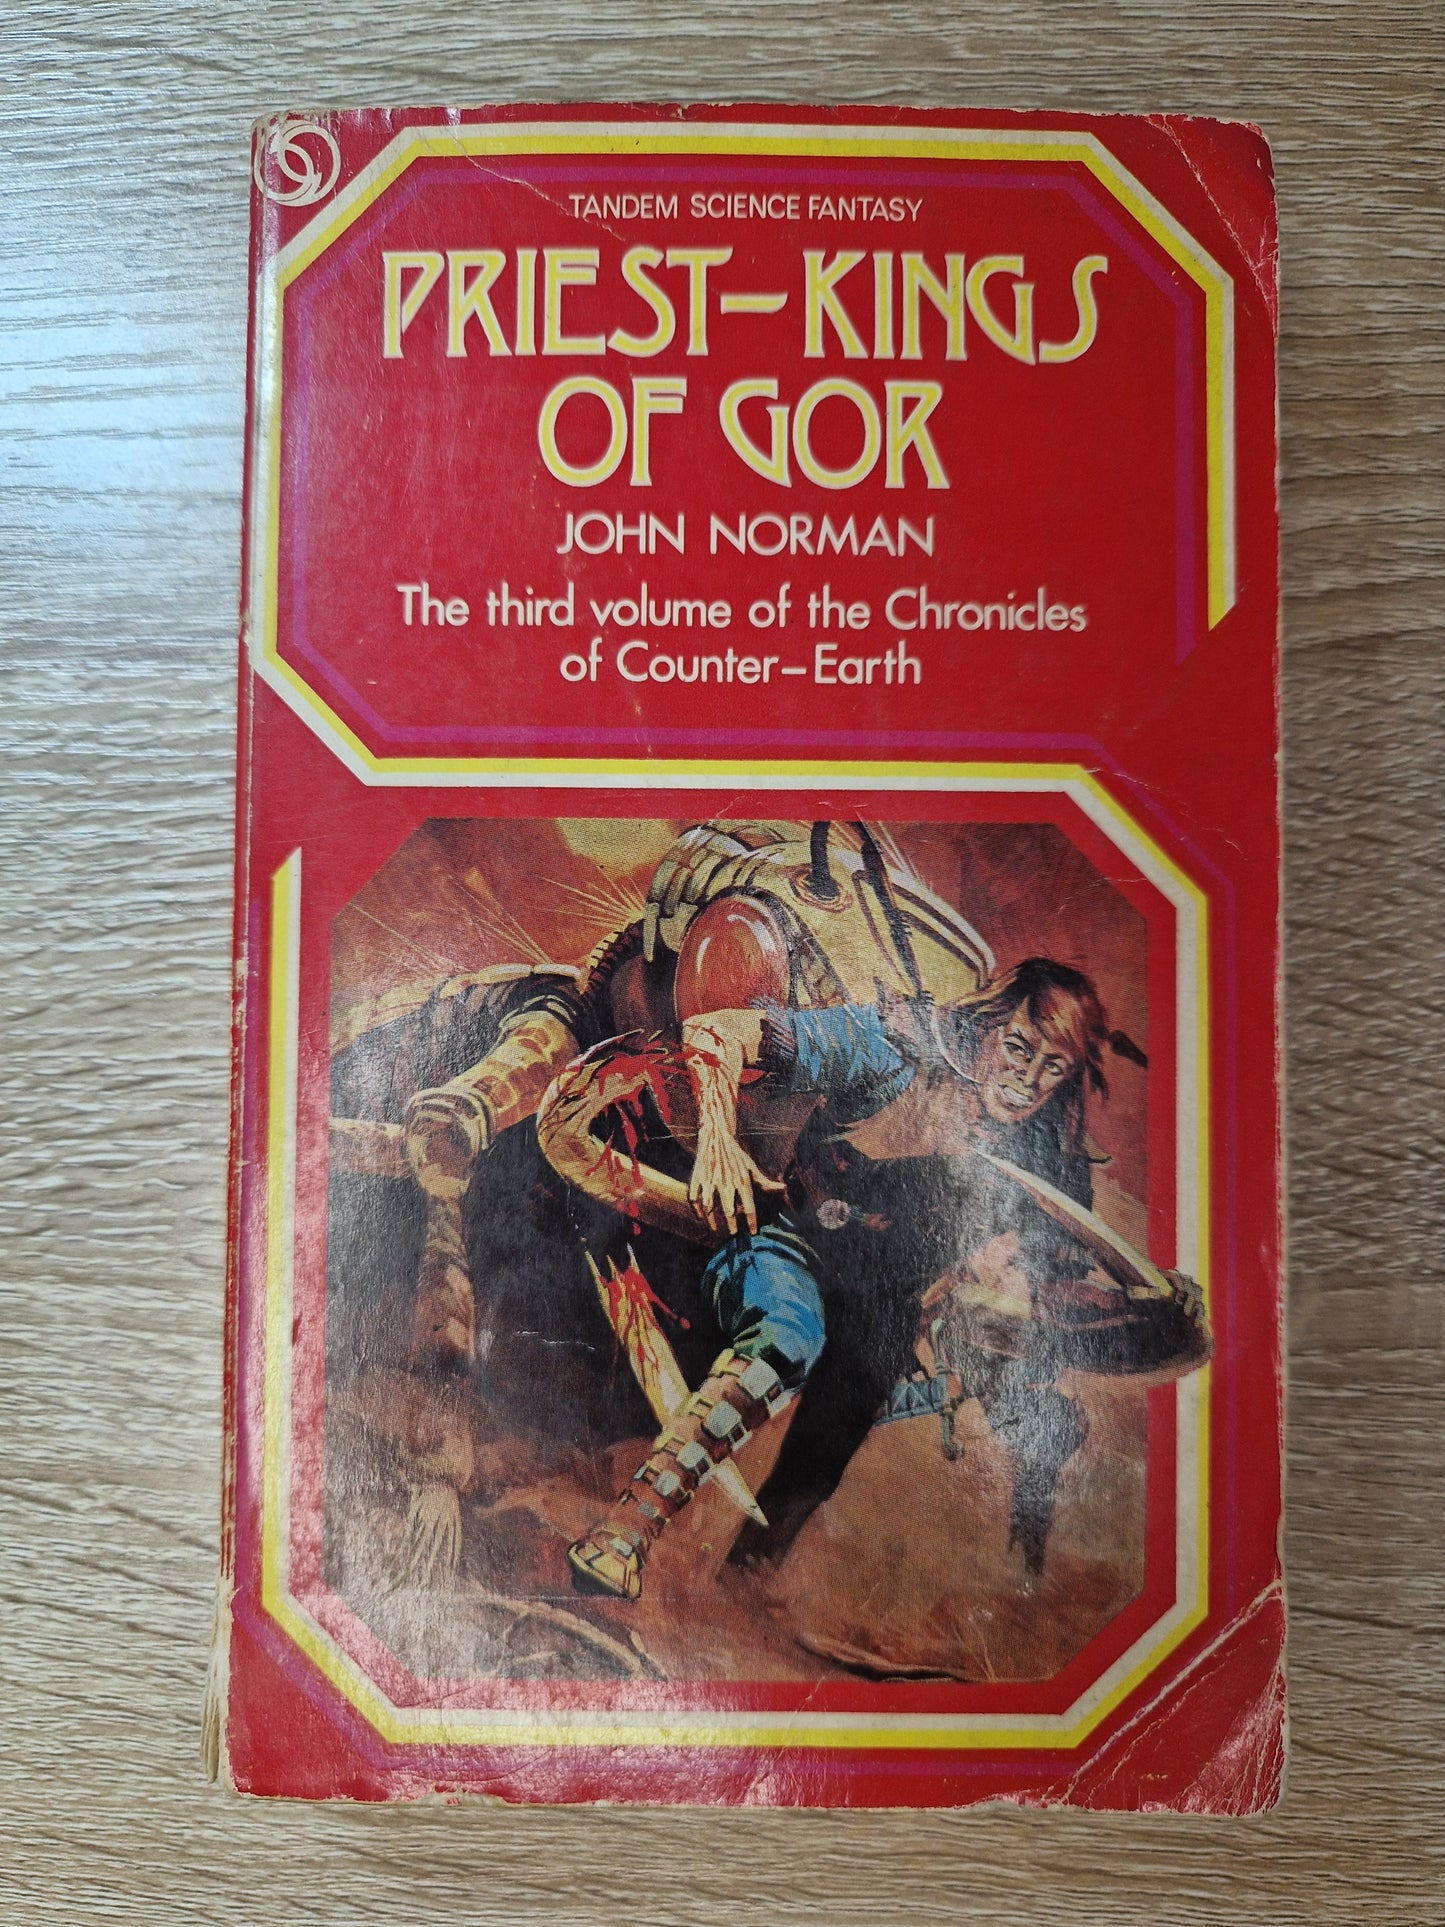 TANDEM SCIENCE FANTASY
PRIEST-KINGS
OF GOR
JOHN NORMAN
The third volume of the Chronicles
of Counter-Earth